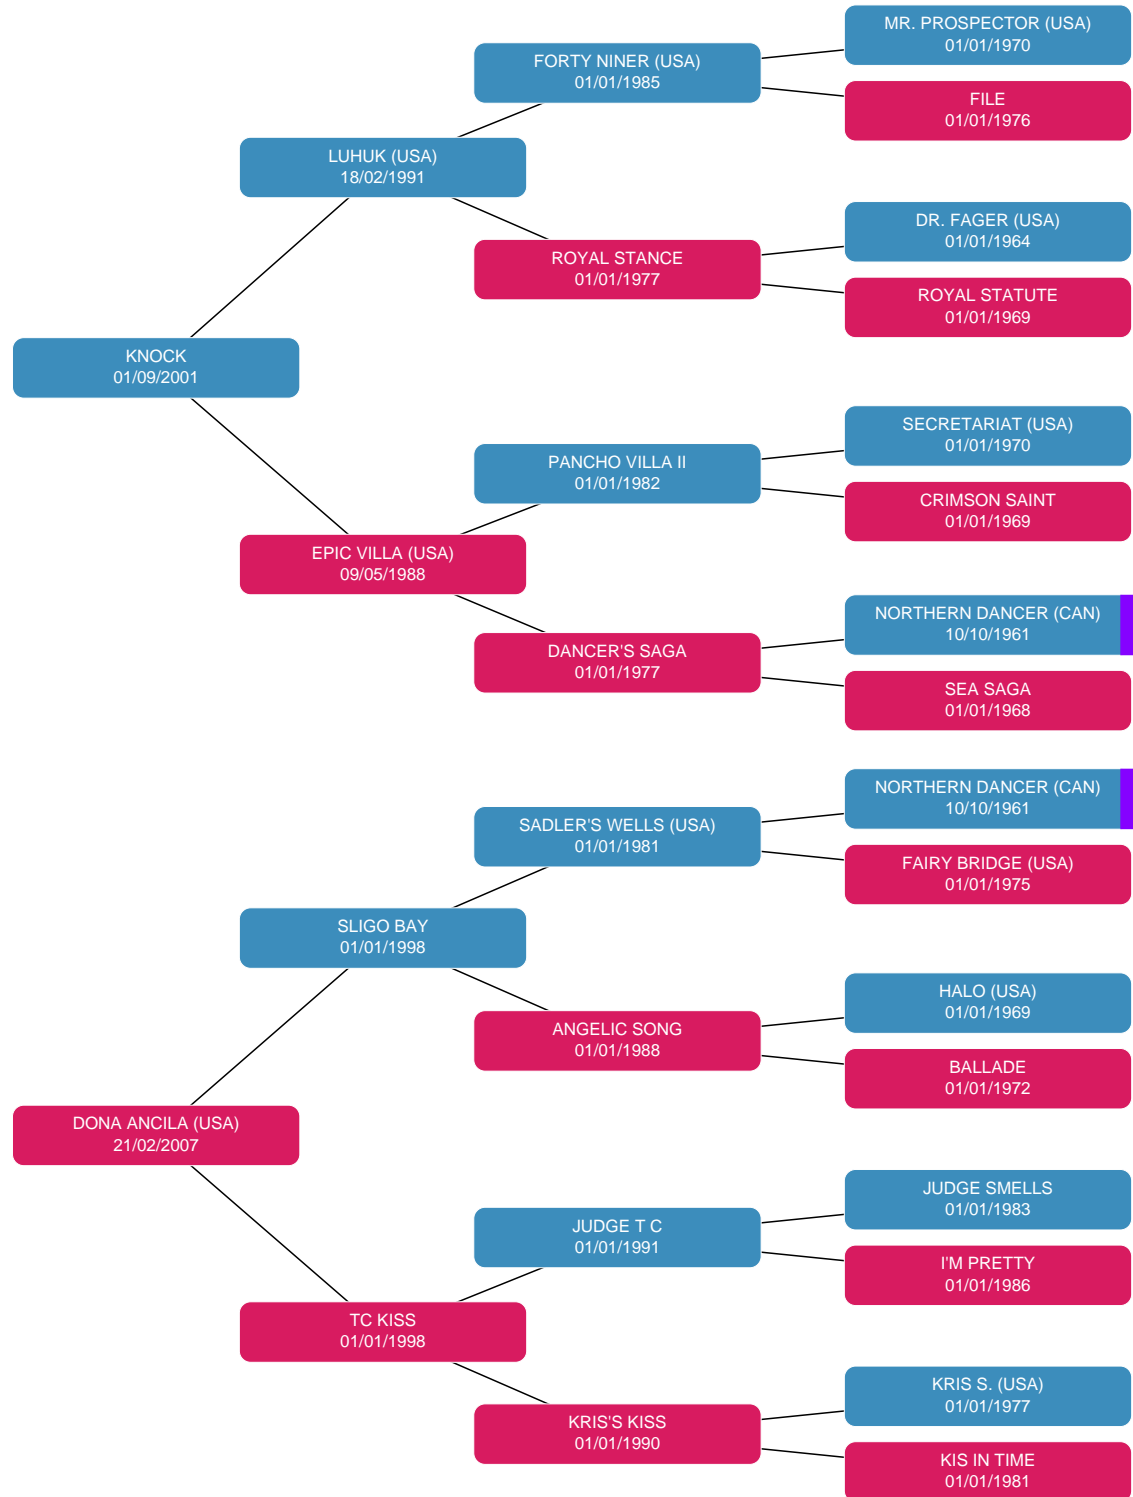 MR. PROSPECTOR (USA)
01/01/1970
FORTY NINER (USA)
01/01/1985
FILE
01/01/1976
LUHUK (USA)
18/02/1991
DR. FAGER (USA)
01/01/1964
ROYAL STANCE
01/01/1977
ROYAL STATUTE
01/01/1969
KNOCK
01/09/2001
SECRETARIAT (USA)
01/01/1970
PANCHO VILLA II
01/01/1982
CRIMSON SAINT
01/01/1969
EPIC VILLA (USA)
09/05/1988
NORTHERN DANCER (CAN)
10/10/1961
DANCER'S SAGA
01/01/1977
SEA SAGA
01/01/1968
NORTHERN DANCER (CAN)
10/10/1961
SADLER'S WELLS (USA)
01/01/1981
FAIRY BRIDGE (USA)
01/01/1975
SLIGO BAY
01/01/1998
HALO (USA)
01/01/1969
ANGELIC SONG
01/01/1988
BALLADE
01/01/1972
DONA ANCILA (USA)
21/02/2007
JUDGE SMELLS
01/01/1983
JUDGE T C
01/01/1991
I'M PRETTY
01/01/1986
TC KISS
01/01/1998
KRIS S. (USA)
01/01/1977
KRIS'S KISS
01/01/1990
KIS IN TIME
01/01/1981